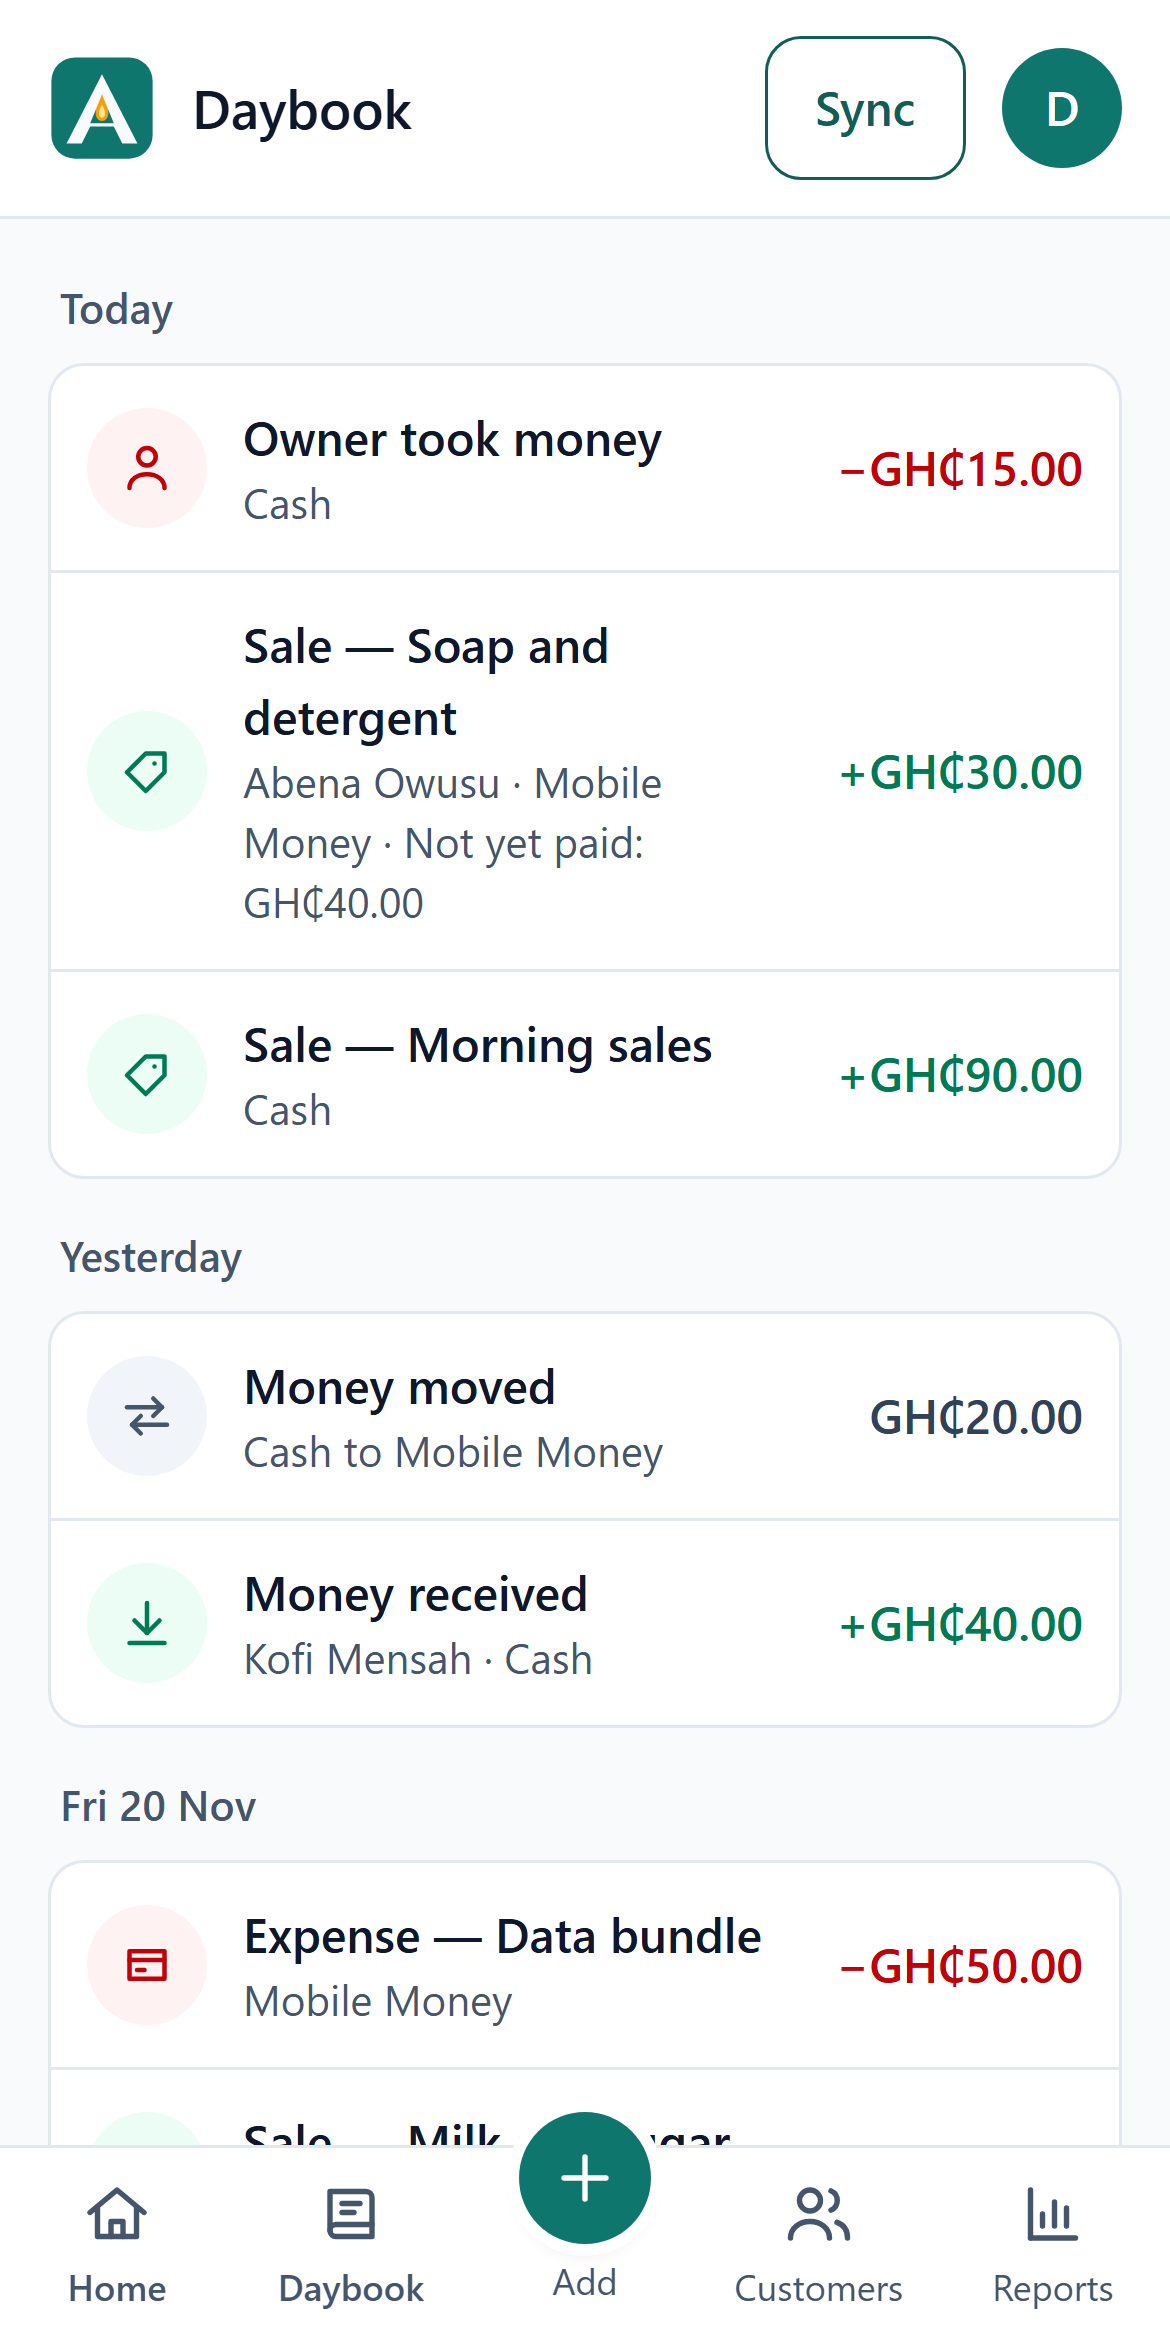 Daybook
Sync
D
Today
Owner took money
Cash
−GH₵15.00
Sale — Soap and
detergent
Abena Owusu · Mobile
Money · Not yet paid:
GH₵40.00
+GH₵30.00
Sale — Morning sales
Cash
+GH₵90.00
Yesterday
Money moved
Cash to Mobile Money
GH₵20.00
Money received
Kofi Mensah · Cash
+GH₵40.00
Fri 20 Nov
Expense — Data bundle
Mobile Money
−GH₵50.00
Sale — Milk
Home
Daybook
Add
Customers
Reports